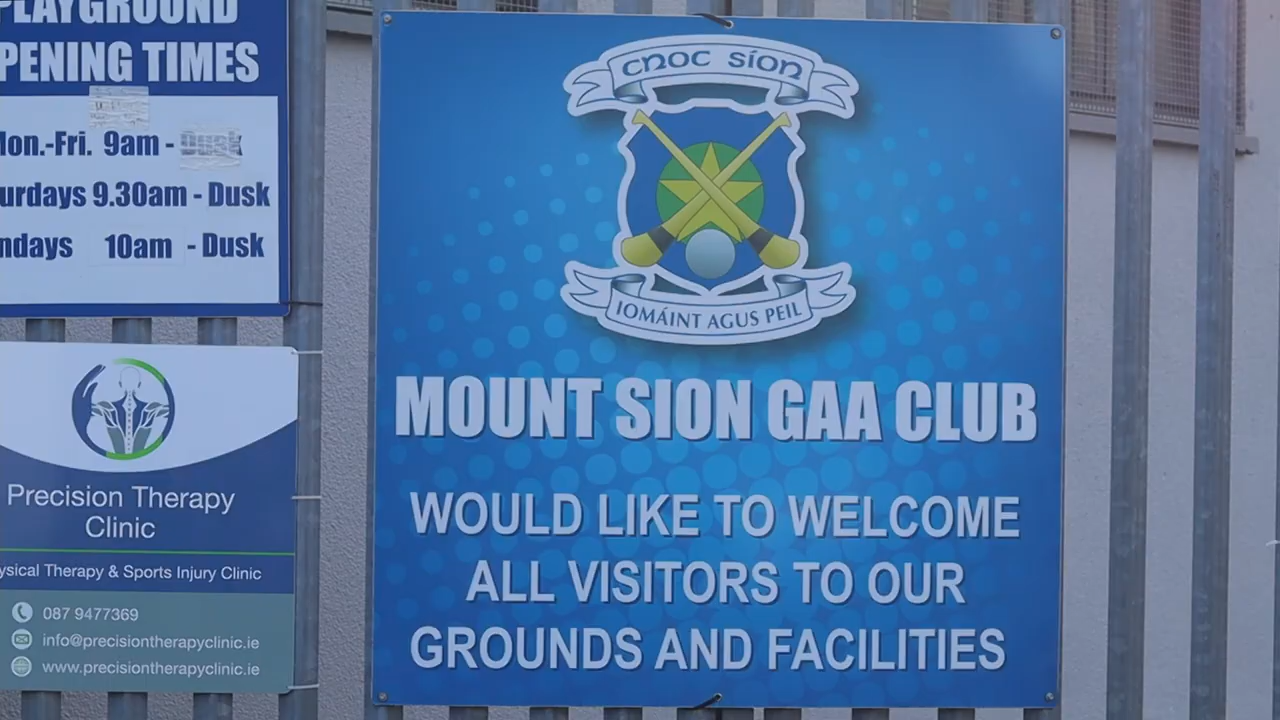 PLAYGROUND
PENING TIMES
Mon.-Fri. 9am - Dusk
urdays 9.30am - Dusk
ndays 10am - Dusk
Precision Therapy
Clinic
ysical Therapy & Sports Injury Clinic
087 9477369
info@precisiontherapyclinic.ie
www.precisiontherapyclinic.ie
CNOC SÍON
IOMÁINT AGUS PEIL
MOUNT SION GAA CLUB
WOULD LIKE TO WELCOME
ALL VISITORS TO OUR
GROUNDS AND FACILITIES